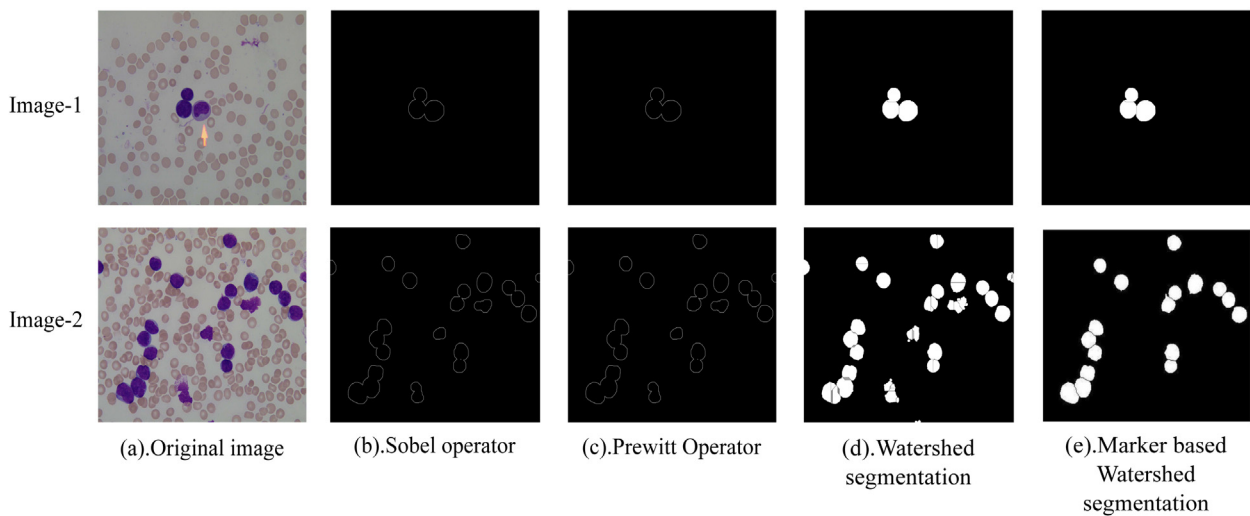 Image-1
Image-2
(a).Original image
(b).Sobel operator
(c).Prewitt Operator
(d).Watershed
segmentation
(e).Marker based
Watershed
segmentation